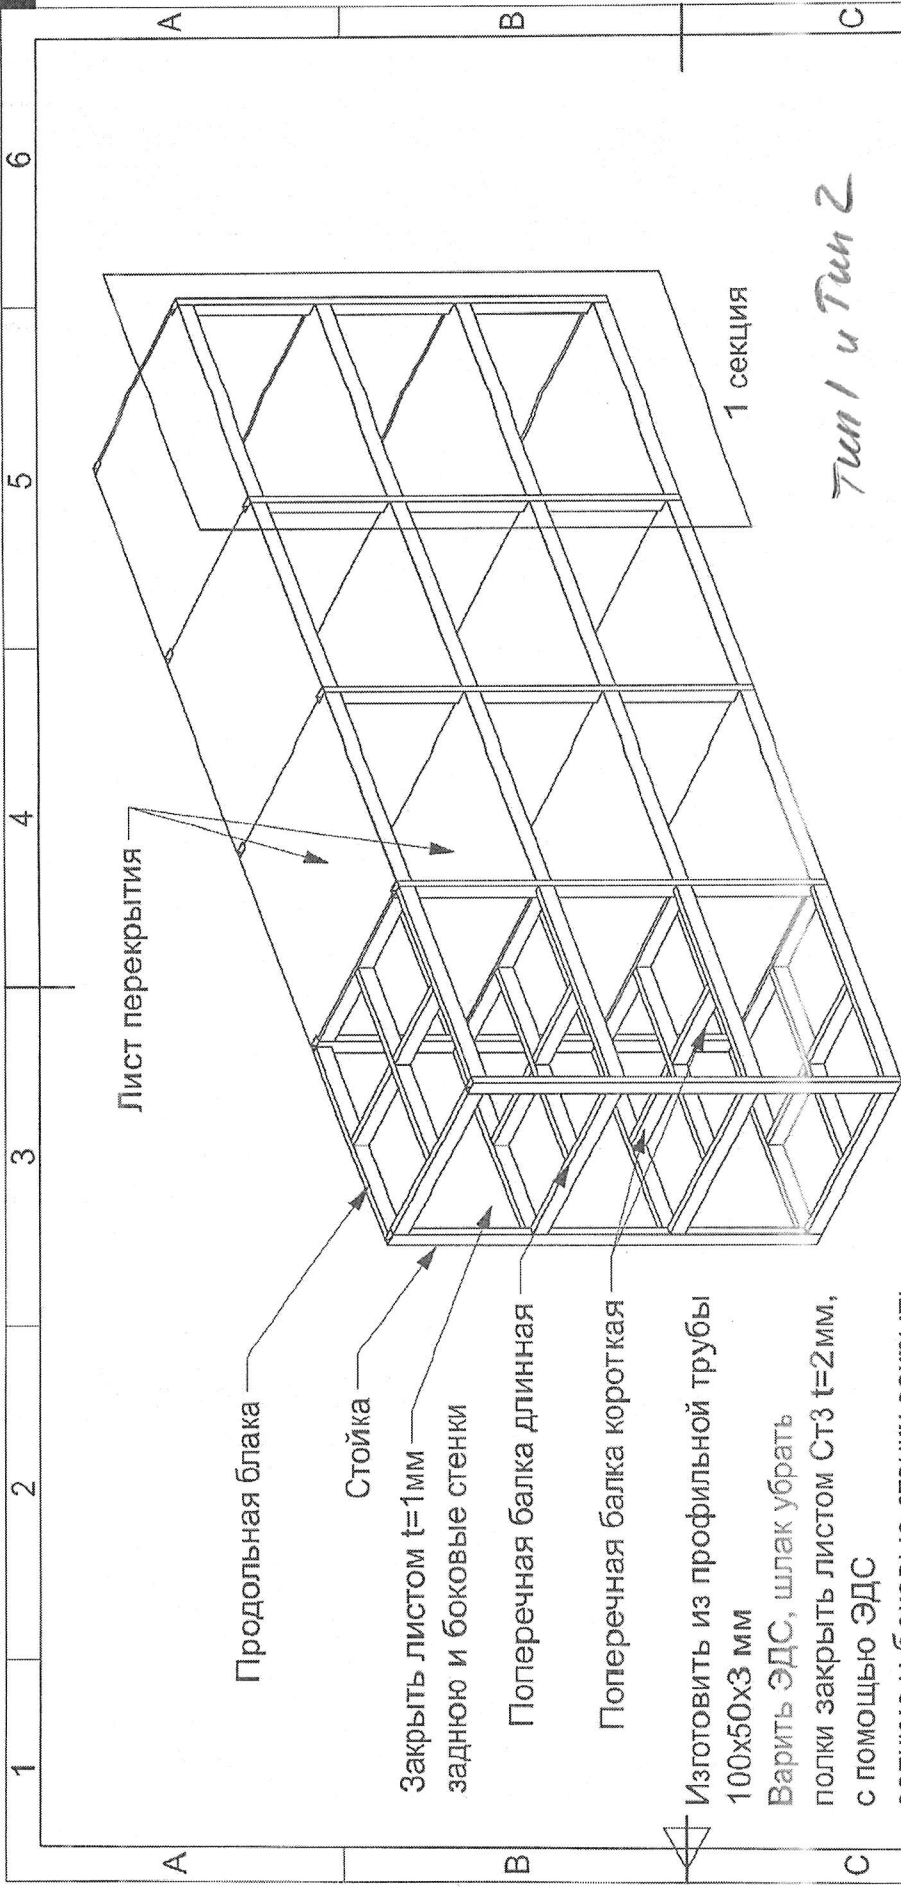 1 2 3 4 5 6
A
B
C
A
B
C
Лист перекрытия
Продольная блака
Стойка
Закрыть листом t=1мм
заднюю и боковые стенки
Поперечная балка длинная
Поперечная балка короткая
1 секция
Тип 1 и Тип 2
Изготовить из профильной трубы
100х50х3 мм
Варить ЭДС, шлак убрать
полки закрыть листом Ст3 t=2мм,
с помощью ЭДС